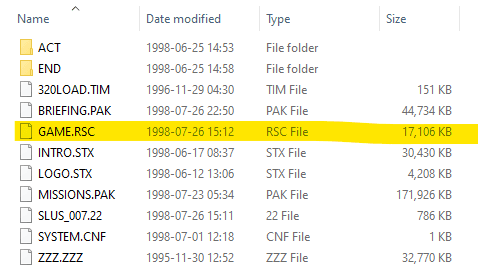 Name Date modified Type Size
ACT 1998-06-25 14:53 File folder
END 1998-06-25 14:58 File folder
320LOAD.TIM 1996-11-29 04:30 TIM File 151 KB
BRIEFING.PAK 1998-07-26 22:50 PAK File 44,734 KB
GAME.RSC 1998-07-26 15:12 RSC File 17,106 KB
INTRO.STX 1998-06-17 08:37 STX File 30,430 KB
LOGO.STX 1998-06-12 13:06 STX File 4,208 KB
MISSIONS.PAK 1998-07-23 05:34 PAK File 171,926 KB
SLUS_007.22 1998-07-26 15:11 22 File 786 KB
SYSTEM.CNF 1998-07-01 12:18 CNF File 1 KB
ZZZ.ZZZ 1995-11-30 12:52 ZZZ File 32,770 KB